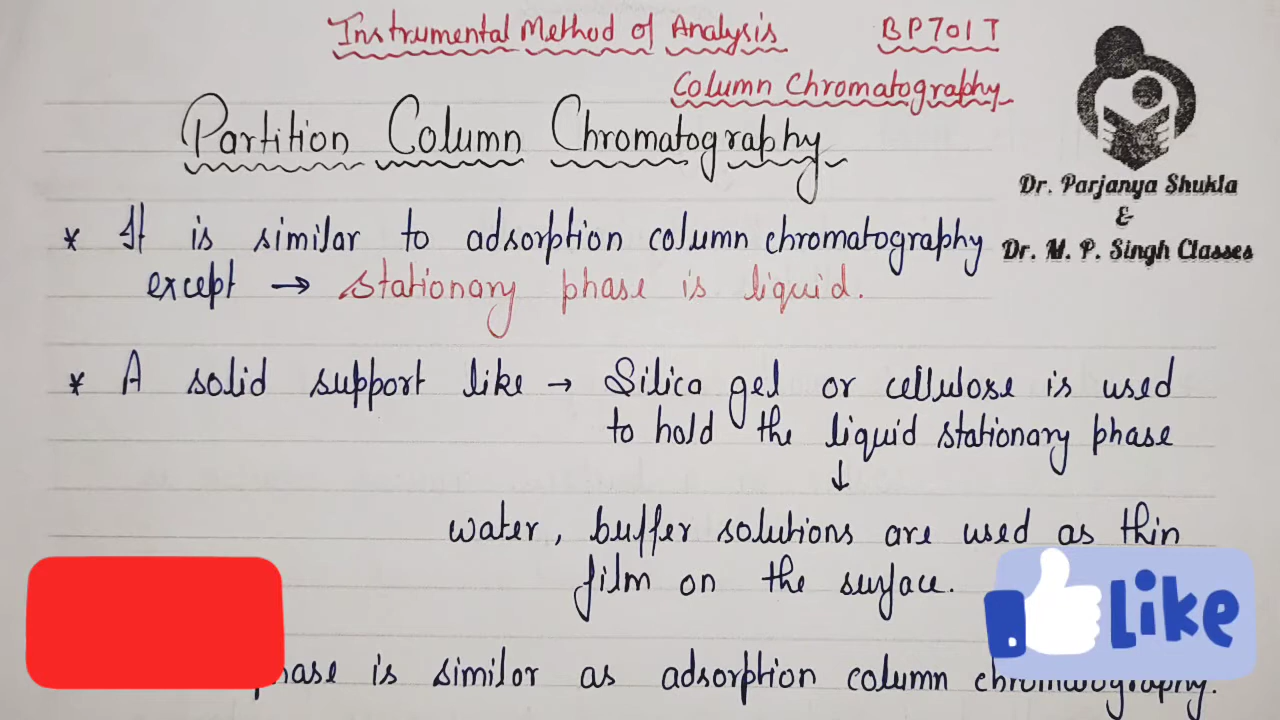 Instrumental Method of Analysis BP701T
Column Chromatography
Partition Column Chromatography
Dr. Parjanya Shukla
&
Dr. M. P. Singh Classes
* It is similar to adsorption column chromatography
except → stationary phase is liquid.
* A solid support like → Silica gel or cellulose is used
to hold the liquid stationary phase
↓
water, buffer solutions are used as thin
film on the surface.
Like
phase is similar as adsorption column chromatography.